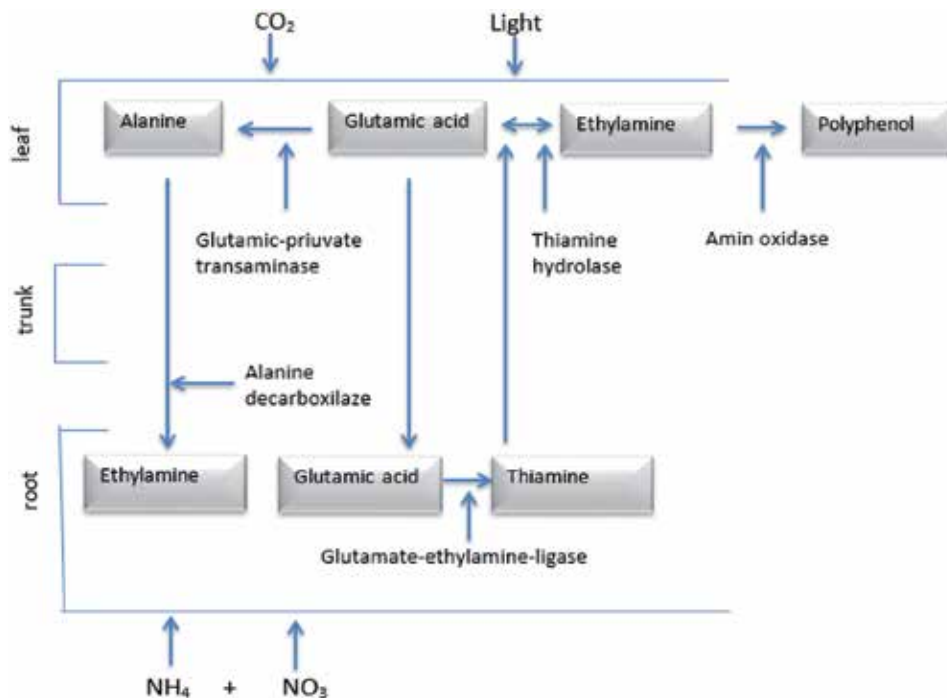 CO₂ Light
leaf
Alanine Glutamic acid Ethylamine Polyphenol
Glutamic-priuvate
transaminase
Thiamine
hydrolase
Amin oxidase
trunk
Alanine
decarboxilaze
root
Ethylamine Glutamic acid Thiamine
Glutamate-ethylamine-ligase
NH₄ + NO₃